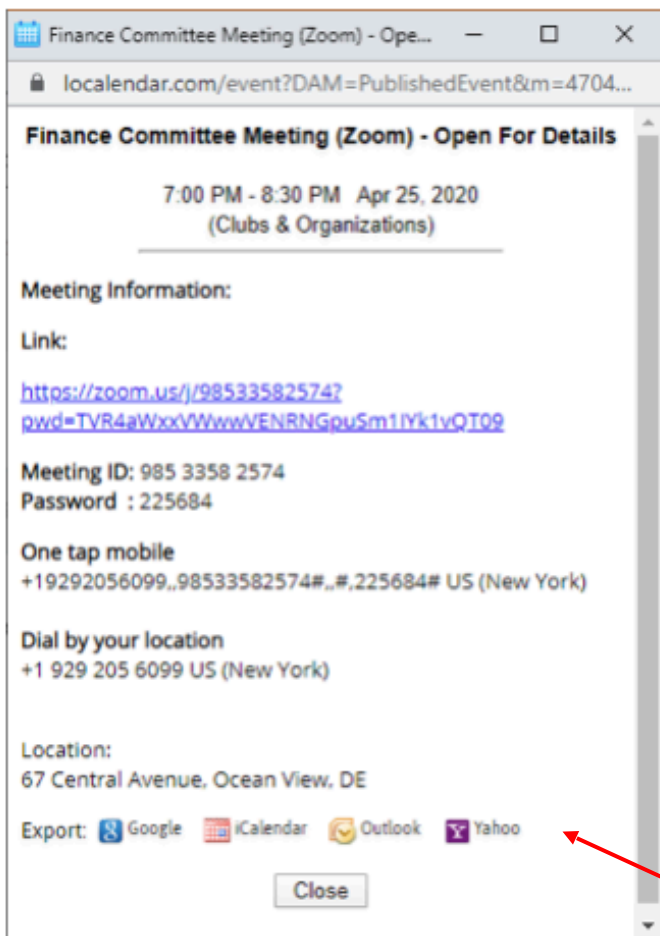 Finance Committee Meeting (Zoom) - Ope...
localendar.com/event?DAM=PublishedEvent&m=4704...
Finance Committee Meeting (Zoom) - Open For Details
7:00 PM - 8:30 PM Apr 25, 2020
(Clubs & Organizations)
Meeting Information:
Link:
https://zoom.us/j/98533582574?
pwd=TVR4aWxxVWwwVENRNGpuSm1IYk1vQT09
Meeting ID: 985 3358 2574
Password : 225684
One tap mobile
+19292056099,,98533582574#,,#,225684# US (New York)
Dial by your location
+1 929 205 6099 US (New York)
Location:
67 Central Avenue, Ocean View, DE
Export: Google iCalendar Outlook Yahoo
Close